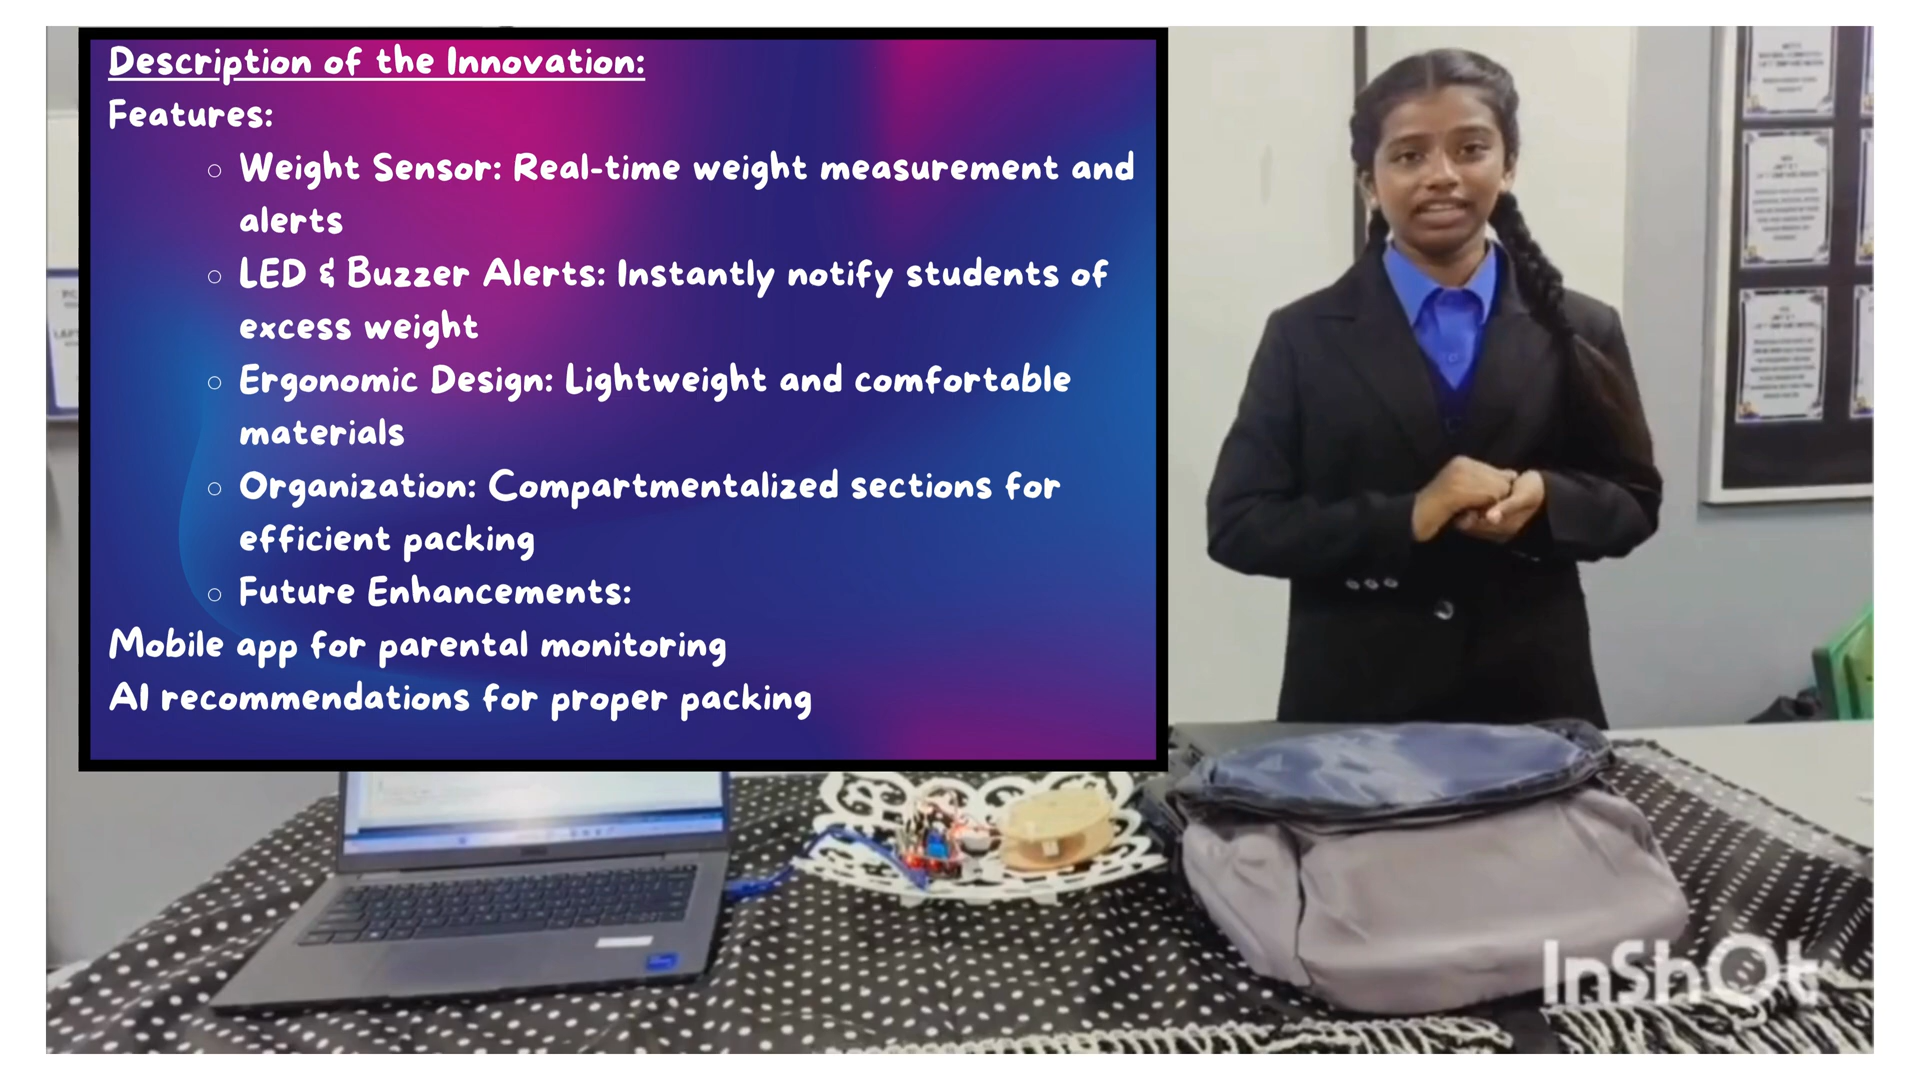 Description of the Innovation:
Features:
Weight Sensor: Real-time weight measurement and
alerts
LED & Buzzer Alerts: Instantly notify students of
excess weight
Ergonomic Design: Lightweight and comfortable
materials
Organization: Compartmentalized sections for
efficient packing
Future Enhancements:
Mobile app for parental monitoring
AI recommendations for proper packing
InShOt